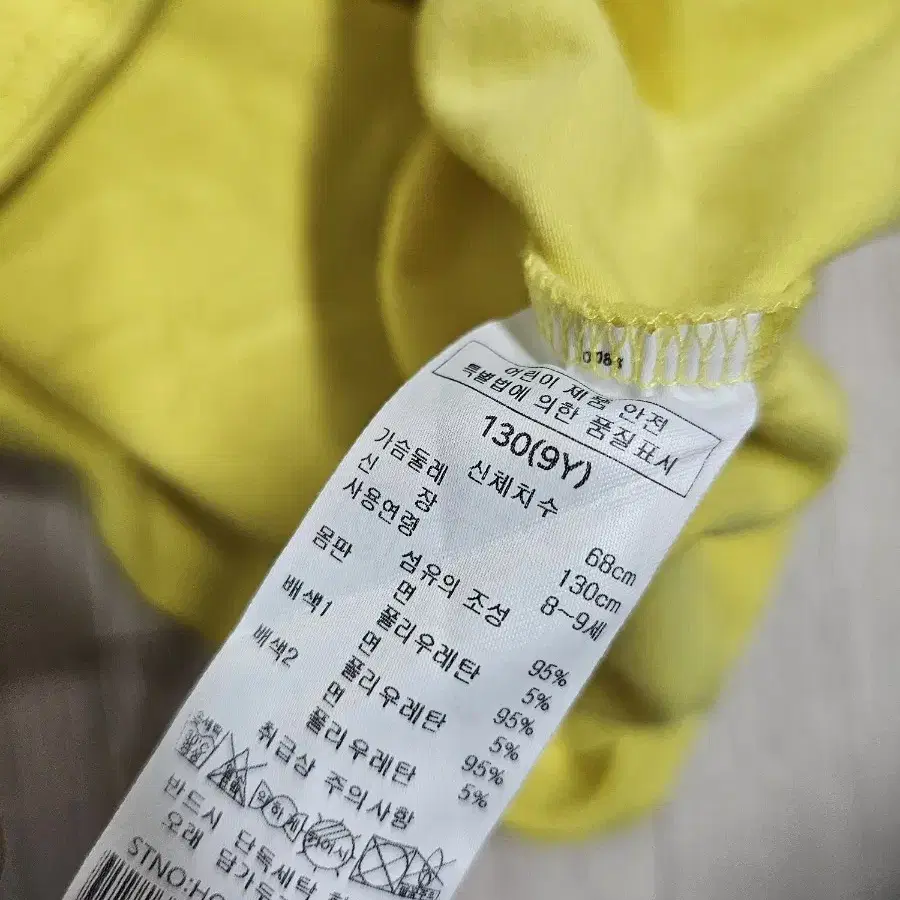 어린이 제품 안전
특별법에 의한 품질표시
130(9Y)
신체치수
가슴둘레 68cm
신 장 130cm
사용연령 8~9세
섬유의 조성
몸판 면 95%
폴리우레탄 5%
배색1 면 95%
폴리우레탄 5%
배색2 면 95%
폴리우레탄 5%
취급상 주의사항
반드시 단독세탁
오래 담가두
STNO:HC